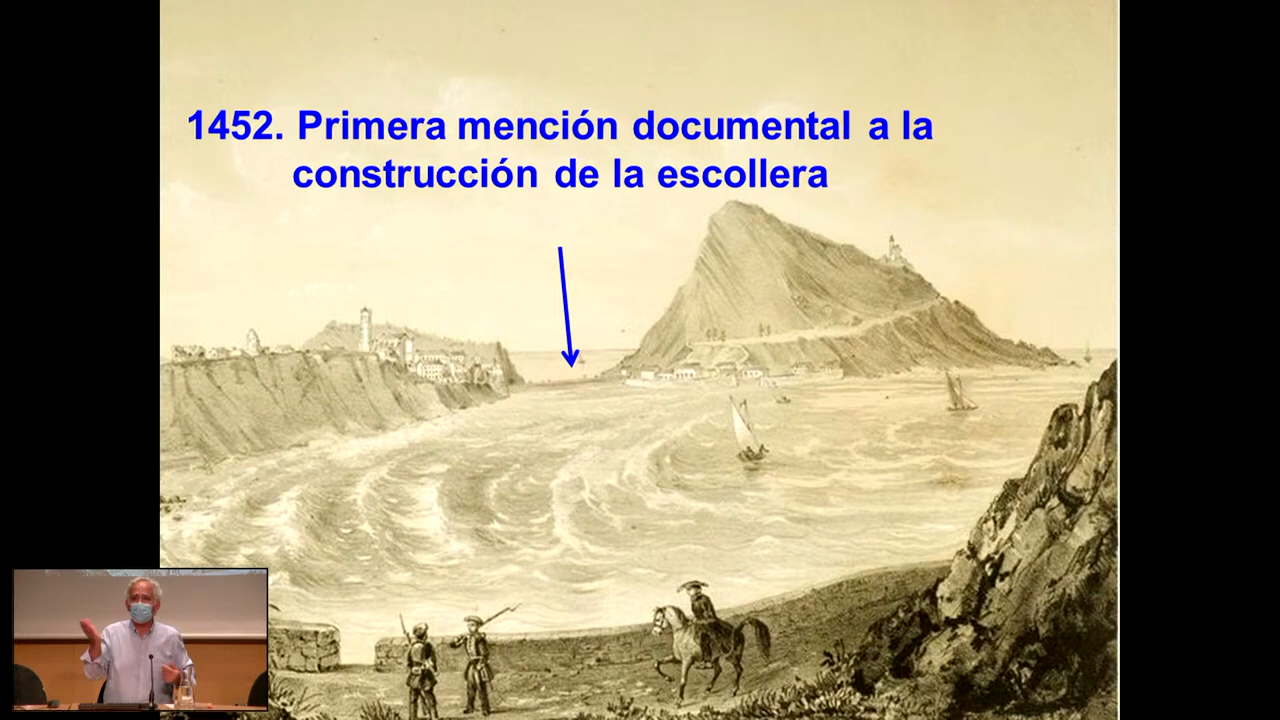 1452. Primera mención documental a la
construcción de la escollera